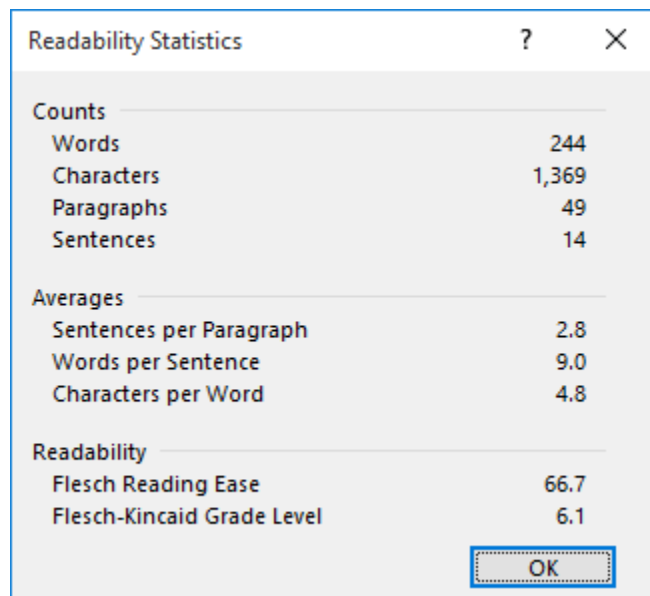 Readability Statistics ? ×
Counts
Words 244
Characters 1,369
Paragraphs 49
Sentences 14
Averages
Sentences per Paragraph 2.8
Words per Sentence 9.0
Characters per Word 4.8
Readability
Flesch Reading Ease 66.7
Flesch-Kincaid Grade Level 6.1
OK